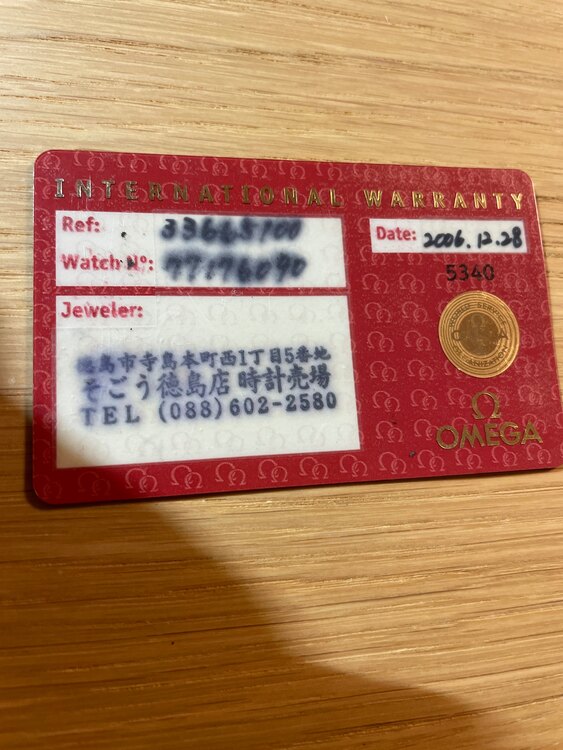 INTERNATIONAL WARRANTY
Ref:
Date: 2006.12.28
Watch Nº:
5340
Jeweler:
徳島市寺島本町西1丁目5番地
そごう徳島店 時計売場
TEL (088) 602-2580
Ω
OMEGA